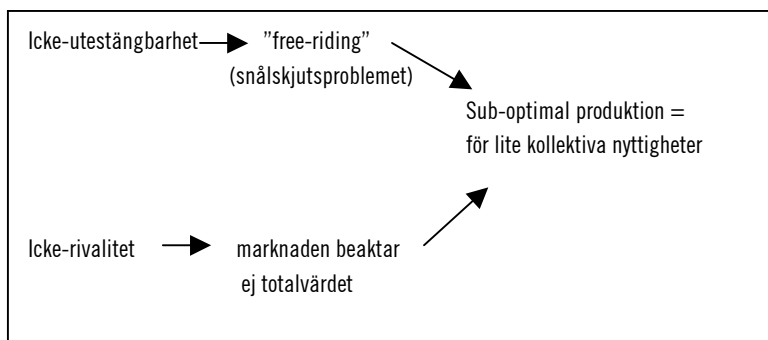 Icke-utestängbarhet
”free-riding”
(snålskjutsproblemet)
Sub-optimal produktion =
för lite kollektiva nyttigheter
Icke-rivalitet
marknaden beaktar
ej totalvärdet